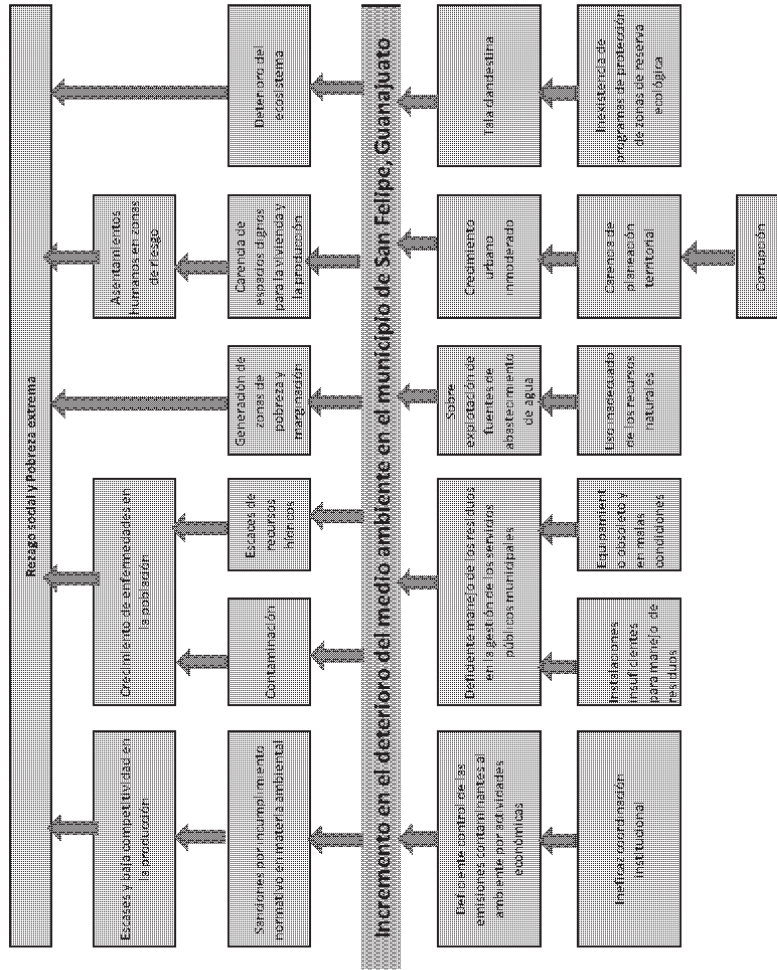 Rezago social y Pobreza extrema
Escases y baja competitividad en
la producción
Crecimiento de enfermedades en
la población
Asentamientos
humanos en zonas
de riesgo
Sanciones por incumplimiento
normativo en materia ambiental
Contaminación
Escaces de
recursos
hídricos
Generación de
zonas de
pobreza y
marginación
Carencia de
espacios dignos
para la vivienda y
la producción
Deterioro del
ecosistema
Incremento en el deterioro del medio ambiente en el municipio de San Felipe, Guanajuato
Deficiente control de las
emisiones contaminantes al
ambiente por actividades
económicas
Deficiente manejo de los residuos
en la gestión de los servicios
públicos municipales
Sobre
explotación de
fuentes de
abastecimiento
de agua
Crecimiento
urbano
inmoderado
Tala clandestina
Ineficaz coordinación
institucional
Instalaciones
insuficientes
para manejo de
residuos
Equipamient
o obsoleto y
en malas
condiciones
Uso inadecuado
de los recursos
naturales
Carencia de
planeación
territorial
Inexistencia de
programas de protección
de zonas de reserva
ecológica
Corrupción